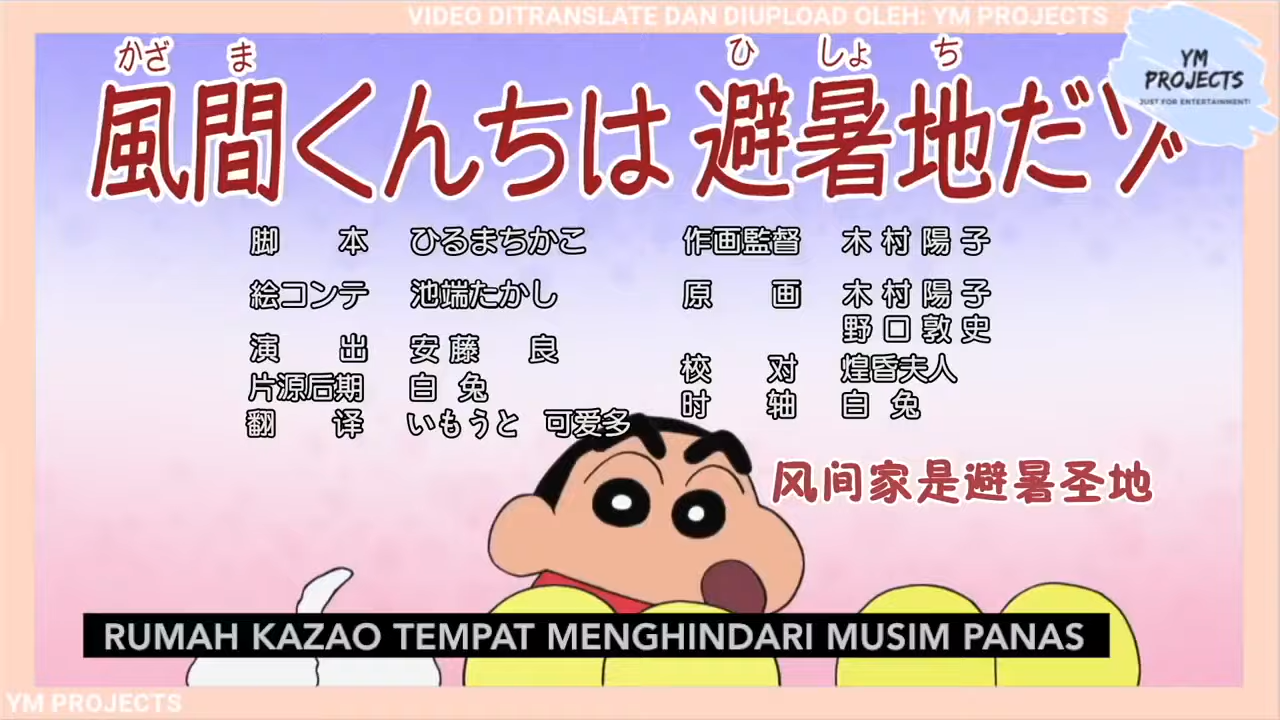 VIDEO DITRANSLATE DAN DIUPLOAD OLEH: YM PROJECTS
YM
PROJECTS
JUST FOR ENTERTAINMENT!
かざ ま ひ しょ ち
風間くんちは 避暑地だゾ
脚 本 ひるまちかこ
絵コンテ 池端たかし
演 出 安藤 良
片源后期 白 兔
翻 译 いもうと 可爱多
作画監督 木村陽子
原 画 木村陽子
野口敦史
校 对 煌昏夫人
时 轴 白 兔
风间家是避暑圣地
RUMAH KAZAO TEMPAT MENGHINDARI MUSIM PANAS
YM PROJECTS